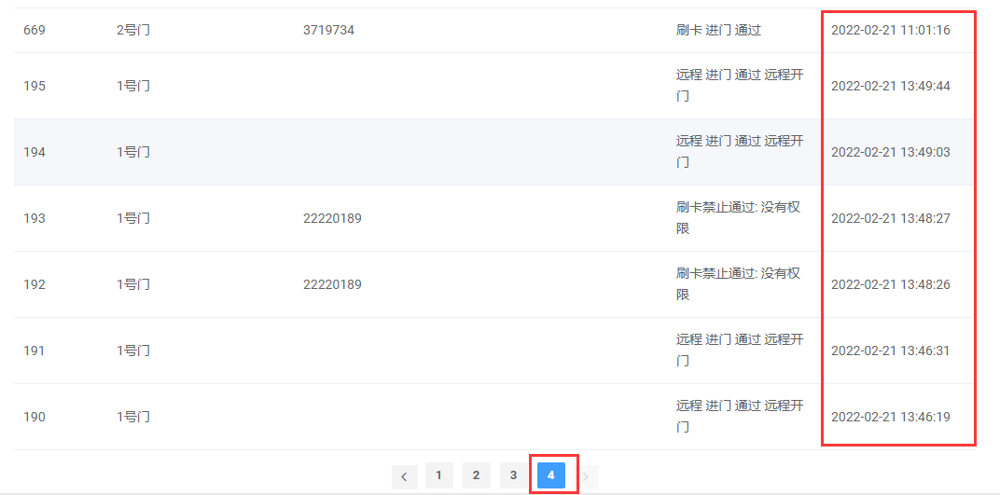 669 2号门 3719734 刷卡 进门 通过 2022-02-21 11:01:16
195 1号门 远程 进门 通过 远程开 2022-02-21 13:49:44
门
194 1号门 远程 进门 通过 远程开 2022-02-21 13:49:03
门
193 1号门 22220189 刷卡禁止通过: 没有权 2022-02-21 13:48:27
限
192 1号门 22220189 刷卡禁止通过: 没有权 2022-02-21 13:48:26
限
191 1号门 远程 进门 通过 远程开 2022-02-21 13:46:31
门
190 1号门 远程 进门 通过 远程开 2022-02-21 13:46:19
门
1 2 3 4